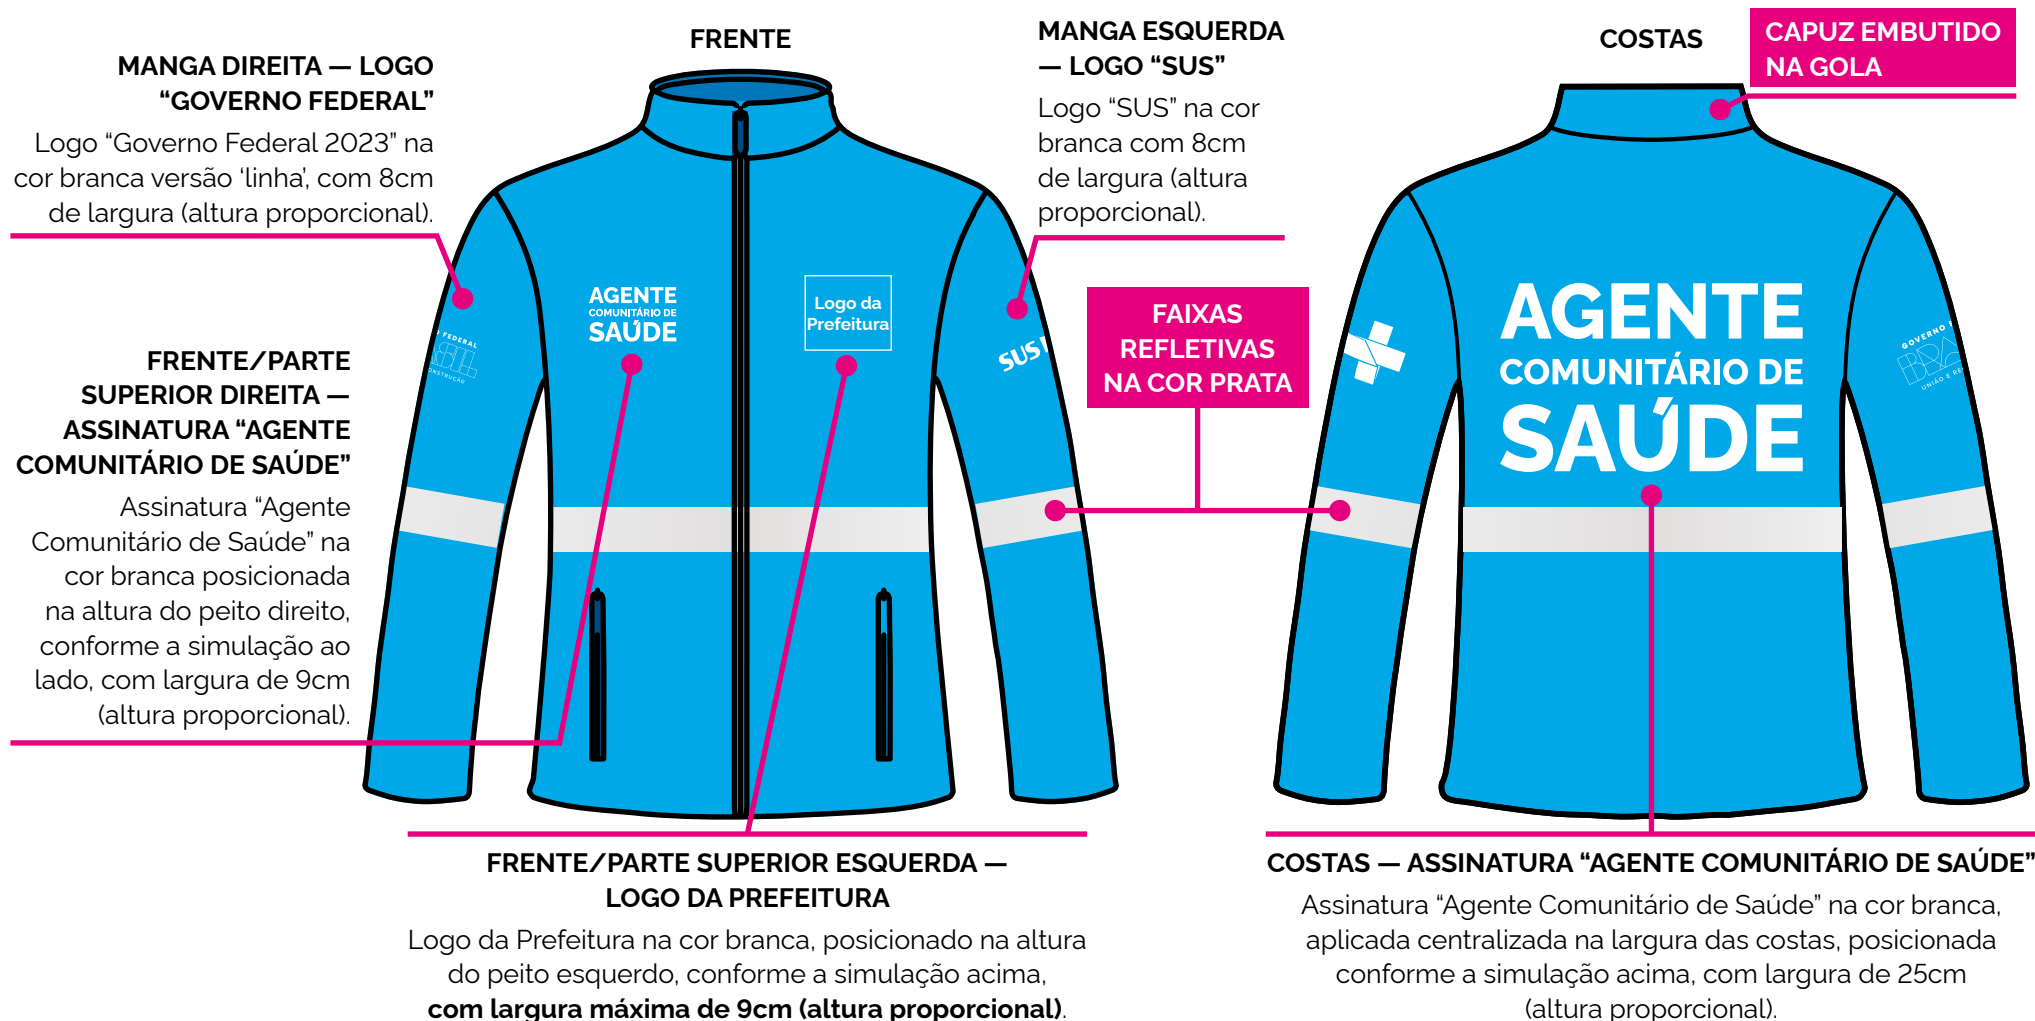 MANGA DIREITA — LOGO
“GOVERNO FEDERAL”
Logo “Governo Federal 2023” na
cor branca versão ‘linha’, com 8cm
de largura (altura proporcional).
FRENTE/PARTE
SUPERIOR DIREITA —
ASSINATURA “AGENTE
COMUNITÁRIO DE SAÚDE”
Assinatura “Agente
Comunitário de Saúde” na
cor branca posicionada
na altura do peito direito,
conforme a simulação ao
lado, com largura de 9cm
(altura proporcional).
FRENTE
FEDERAL
AGENTE
COMUNITÁRIO DE
SAÚDE
Logo da
Prefeitura
SUS
MANGA ESQUERDA
— LOGO “SUS”
Logo “SUS” na cor
branca com 8cm
de largura (altura
proporcional).
FAIXAS
REFLETIVAS
NA COR PRATA
FRENTE/PARTE SUPERIOR ESQUERDA —
LOGO DA PREFEITURA
Logo da Prefeitura na cor branca, posicionado na altura
do peito esquerdo, conforme a simulação acima,
com largura máxima de 9cm (altura proporcional).
COSTAS
CAPUZ EMBUTIDO
NA GOLA
AGENTE
COMUNITÁRIO DE
SAÚDE
GOVERNO
BRA
UNIÃO E RE
COSTAS — ASSINATURA “AGENTE COMUNITÁRIO DE SAÚDE”
Assinatura “Agente Comunitário de Saúde” na cor branca,
aplicada centralizada na largura das costas, posicionada
conforme a simulação acima, com largura de 25cm
(altura proporcional).